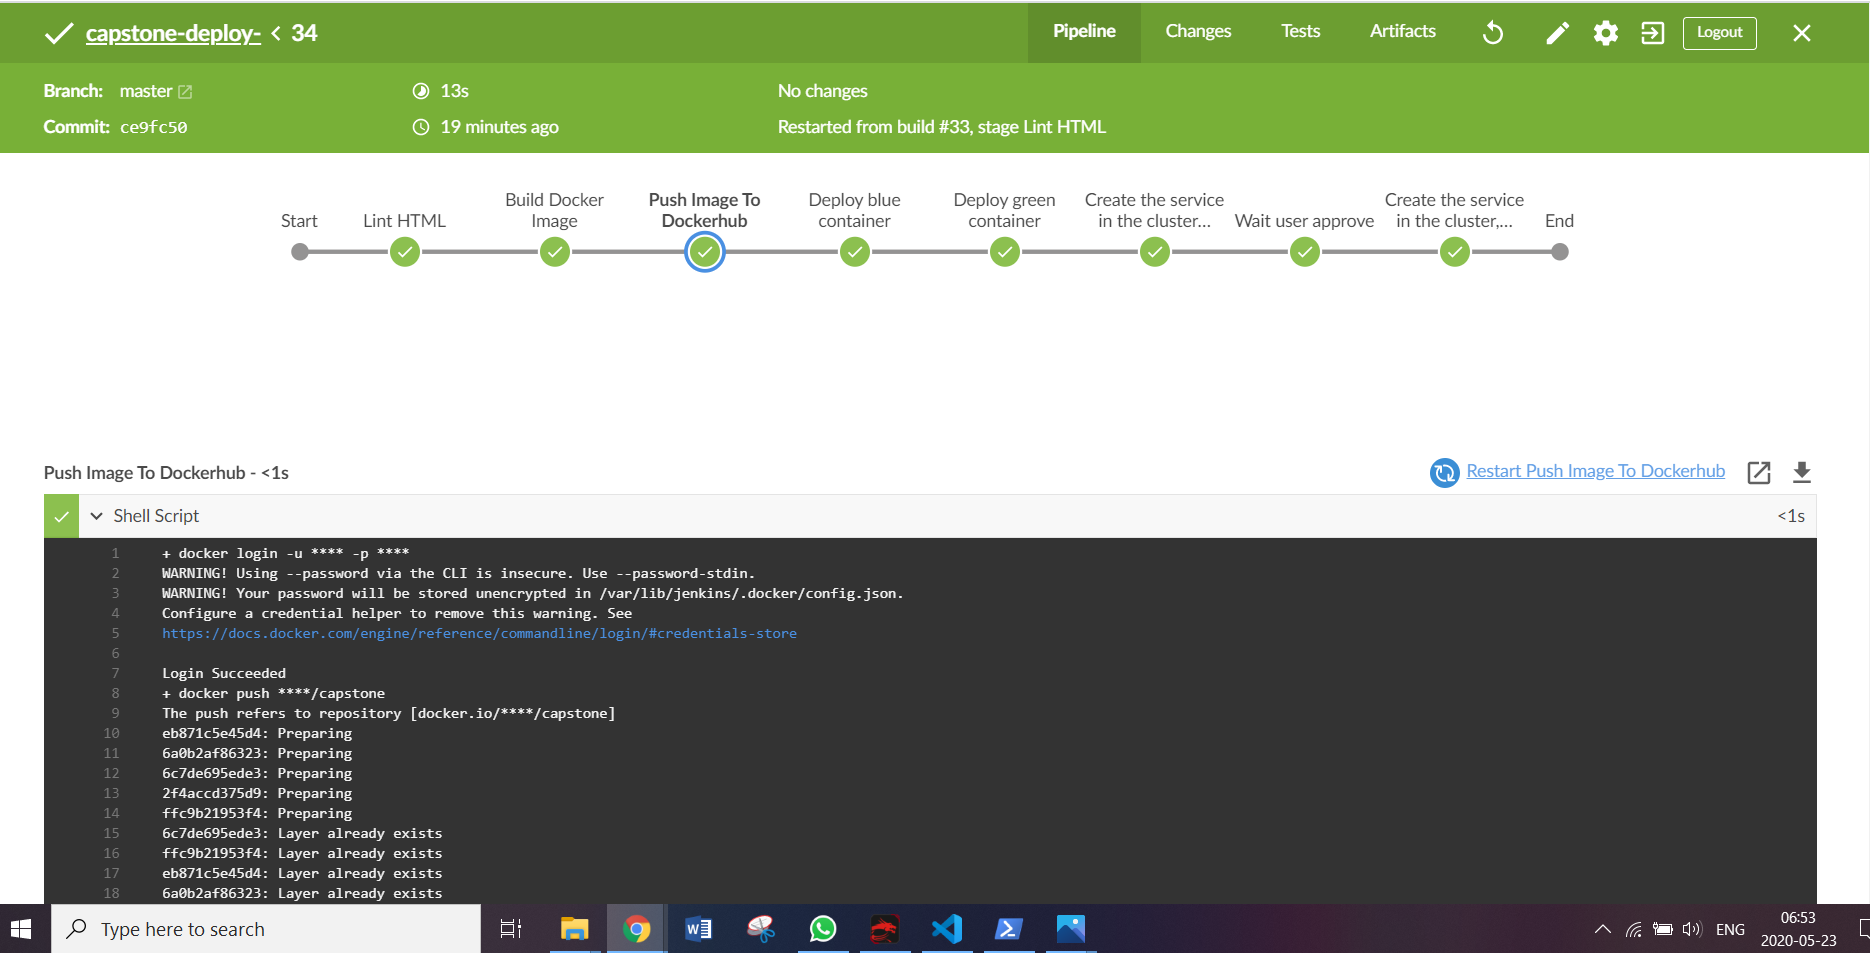 capstone-deploy- < 34
Pipeline Changes Tests Artifacts Logout
Branch: master 13s No changes
Commit: ce9fc50 19 minutes ago Restarted from build #33, stage Lint HTML
Start
Lint HTML
Build Docker
Image
Push Image To
Dockerhub
Deploy blue
container
Deploy green
container
Create the service
in the cluster...
Wait user approve
Create the service
in the cluster,...
End
Push Image To Dockerhub - <1s Restart Push Image To Dockerhub
Shell Script <1s
1 + docker login -u **** -p ****
2 WARNING! Using --password via the CLI is insecure. Use --password-stdin.
3 WARNING! Your password will be stored unencrypted in /var/lib/jenkins/.docker/config.json.
4 Configure a credential helper to remove this warning. See
5 https://docs.docker.com/engine/reference/commandline/login/#credentials-store
6
7 Login Succeeded
8 + docker push ****/capstone
9 The push refers to repository [docker.io/****/capstone]
10 eb871c5e45d4: Preparing
11 6a0b2af86323: Preparing
12 6c7de695ede3: Preparing
13 2f4accd375d9: Preparing
14 ffc9b21953f4: Preparing
15 6c7de695ede3: Layer already exists
16 ffc9b21953f4: Layer already exists
17 eb871c5e45d4: Layer already exists
18 6a0b2af86323: Layer already exists
Type here to search W ENG 06:53
2020-05-23